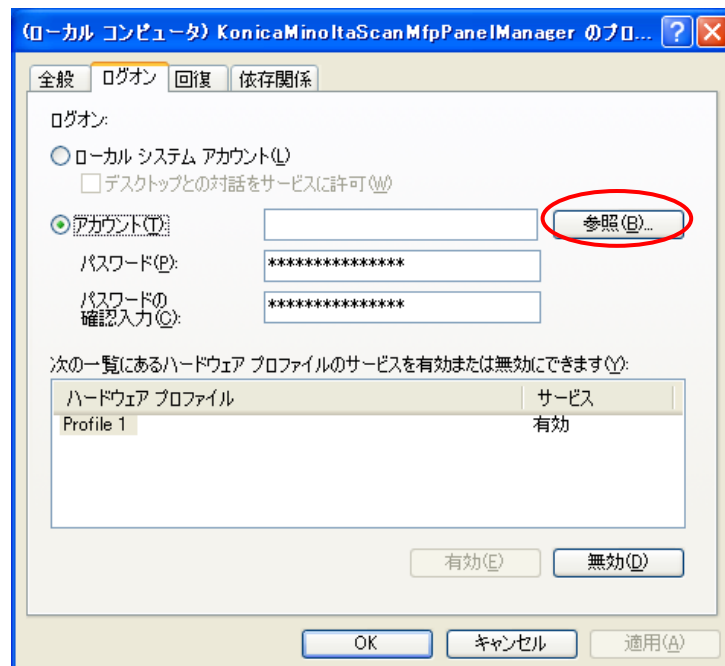 (ローカル コンピュータ) KonicaMinoltaScanMfpPanelManager のプロ...
全般 ログオン 回復 依存関係
ログオン:
ローカル システム アカウント(L)
デスクトップとの対話をサービスに許可(W)
アカウント(T): 参照(B)...
パスワード(P): ***************
パスワードの
確認入力(C): ***************
次の一覧にあるハードウェア プロファイルのサービスを有効または無効にできます(Y):
ハードウェア プロファイル サービス
Profile 1 有効
有効(E) 無効(D)
OK キャンセル 適用(A)